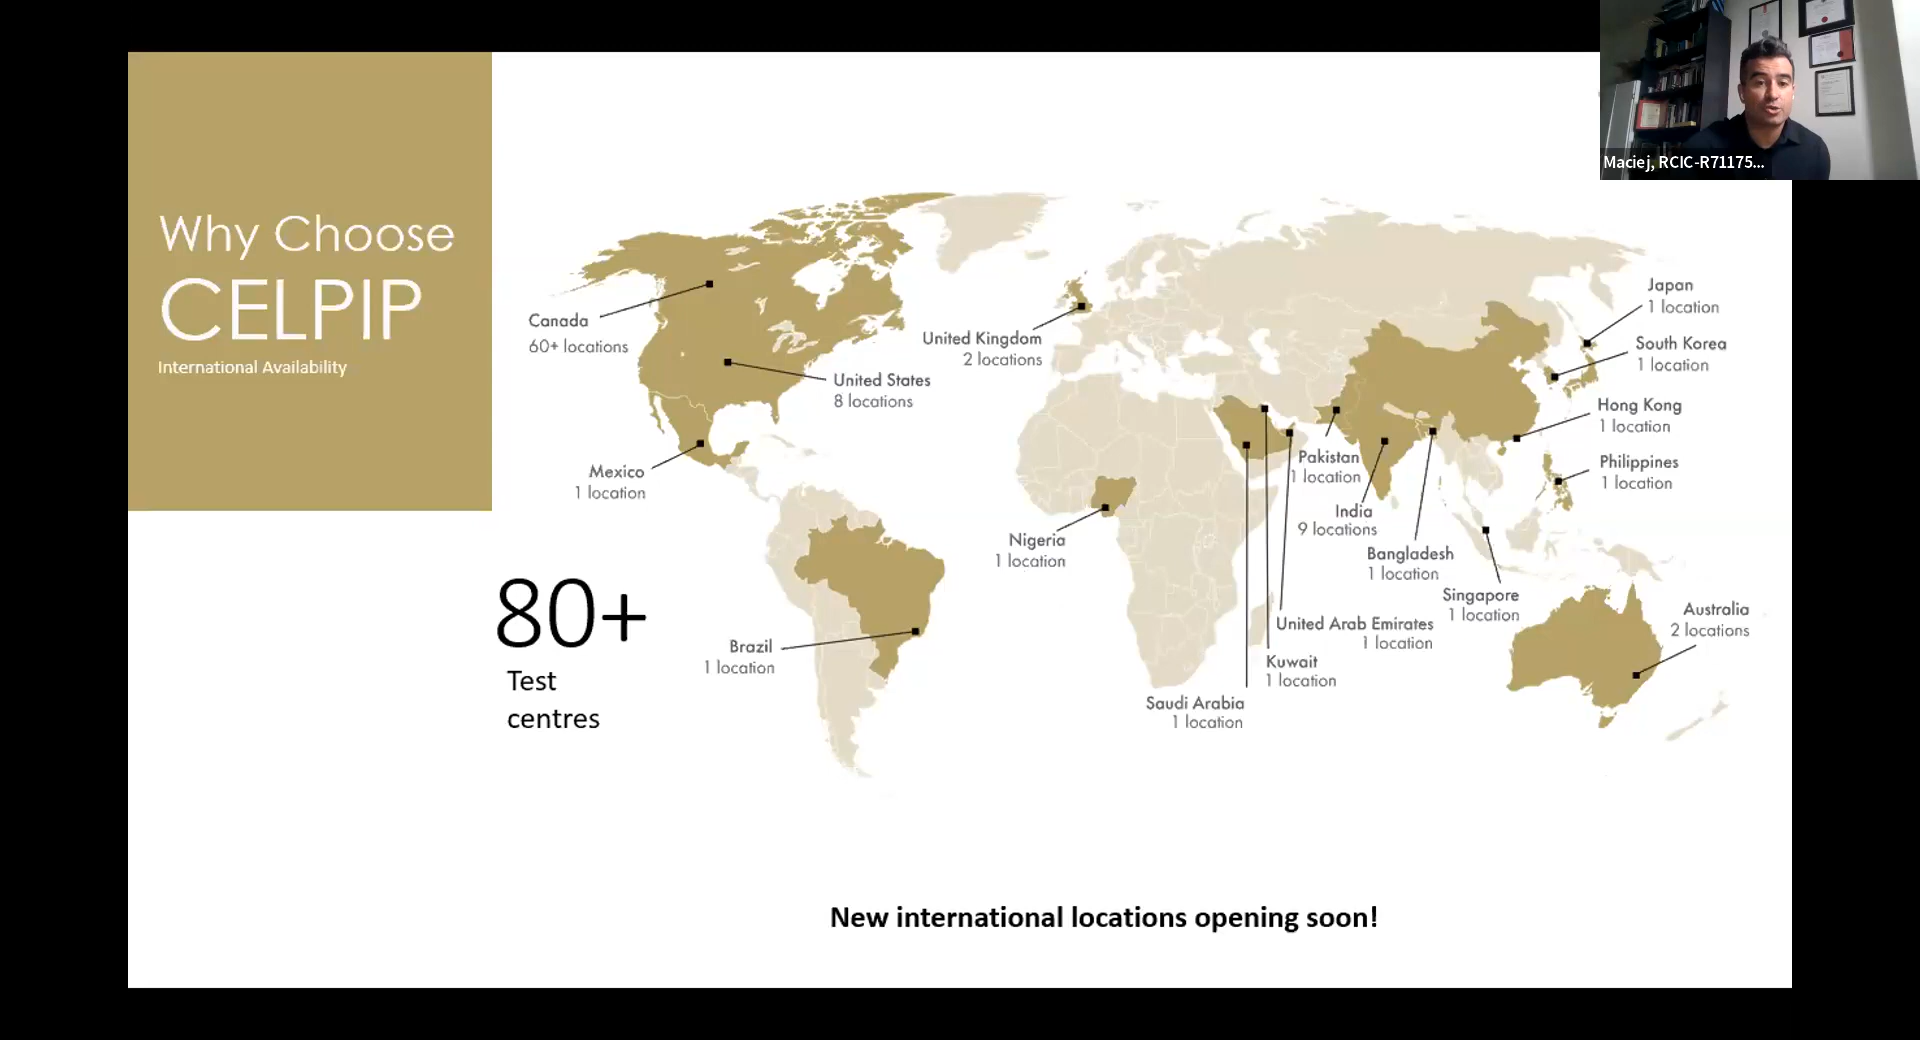 Maciej, RCIC-R71175...
Why Choose
CELPIP
International Availability
80+
Test
centres
Canada
60+ locations
United States
8 locations
Mexico
1 location
Brazil
1 location
United Kingdom
2 locations
Nigeria
1 location
Saudi Arabia
1 location
Kuwait
1 location
United Arab Emirates
1 location
Pakistan
1 location
India
9 locations
Bangladesh
1 location
Singapore
1 location
Japan
1 location
South Korea
1 location
Hong Kong
1 location
Philippines
1 location
Australia
2 locations
New international locations opening soon!